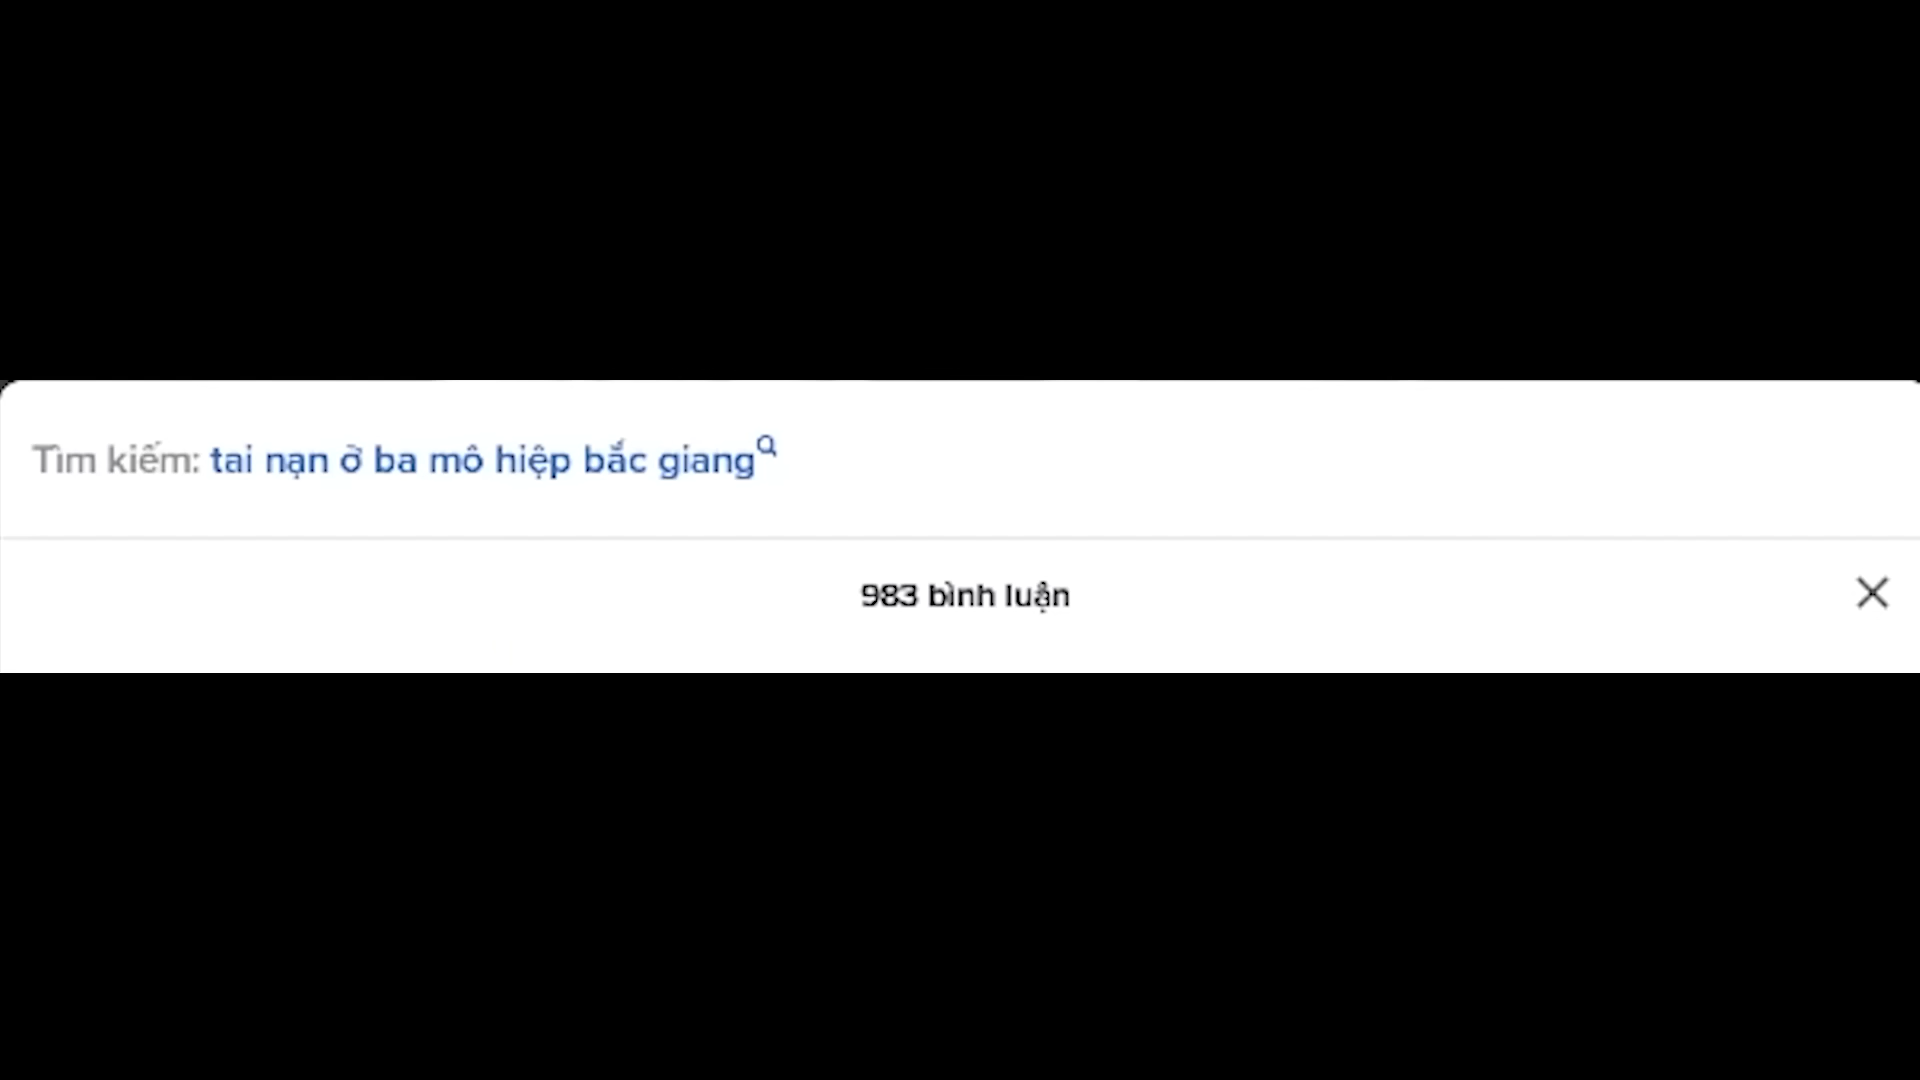 Tìm kiếm: tai nạn ở ba mô hiệp bắc giang
983 bình luận